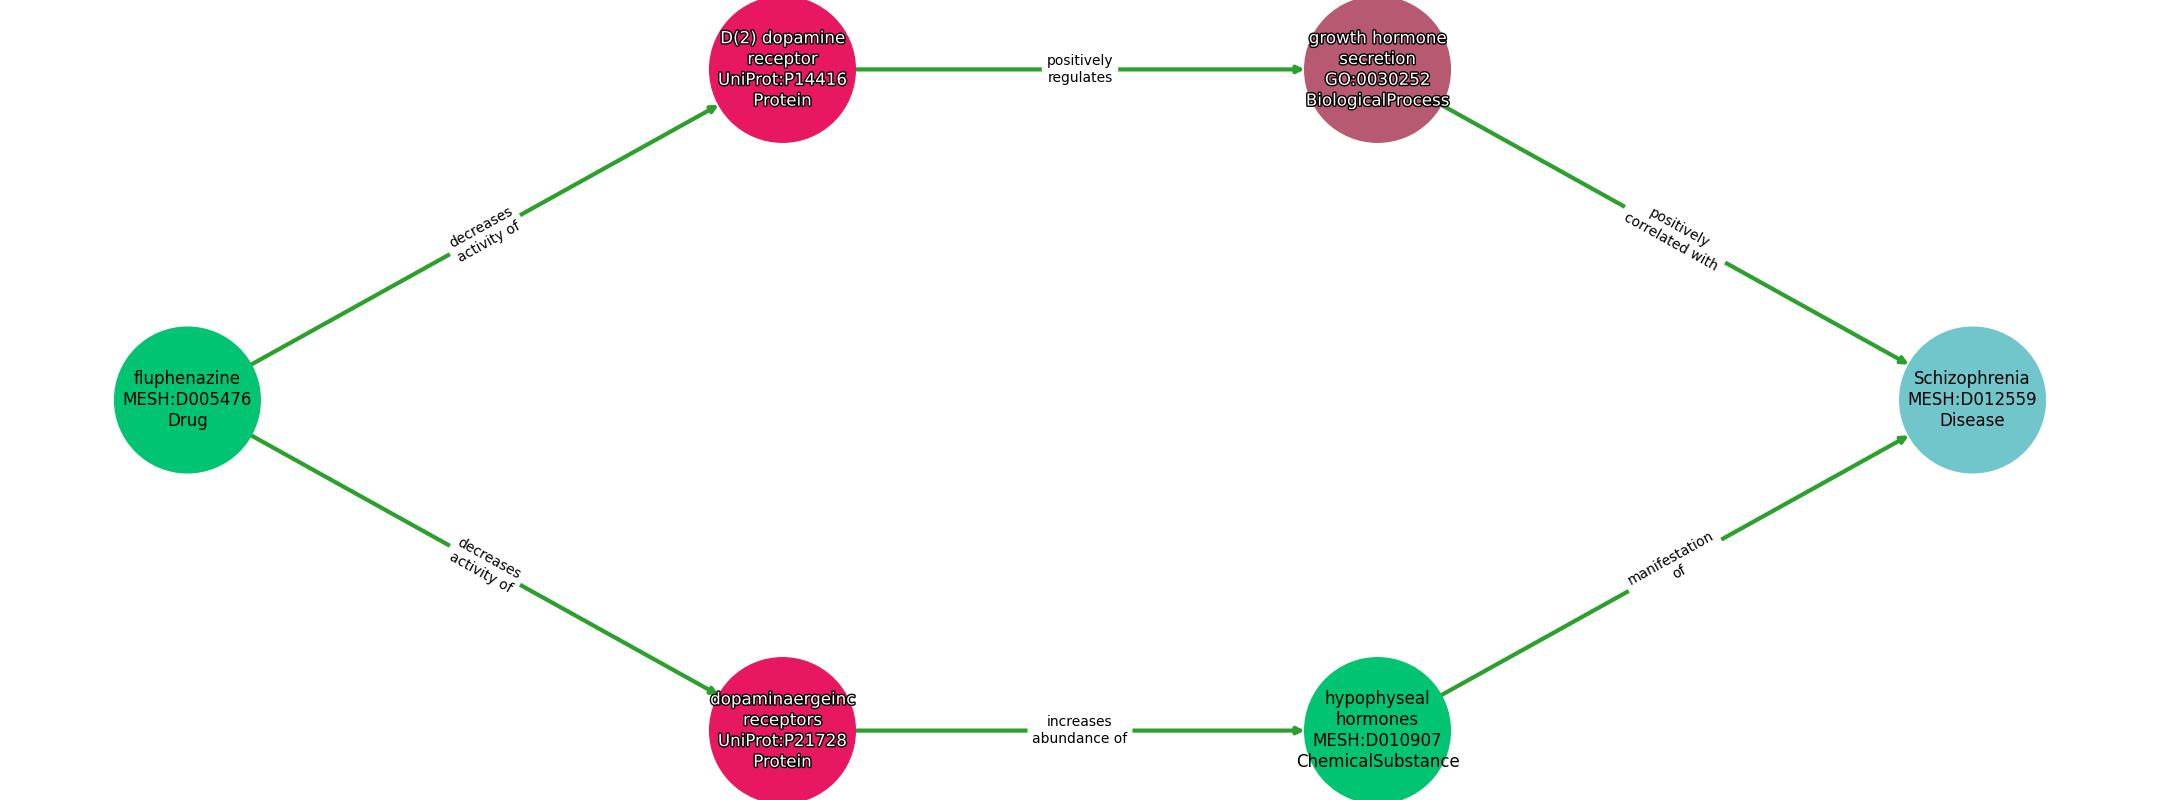 D(2) dopamine
receptor
UniProt:P14416
Protein
positively
regulates
growth hormone
secretion
GO:0030252
BiologicalProcess
decreases
activity of
positively
correlated with
fluphenazine
MESH:D005476
Drug
Schizophrenia
MESH:D012559
Disease
decreases
activity of
manifestation
of
dopaminaergeinc
receptors
UniProt:P21728
Protein
increases
abundance of
hypophyseal
hormones
MESH:D010907
ChemicalSubstance